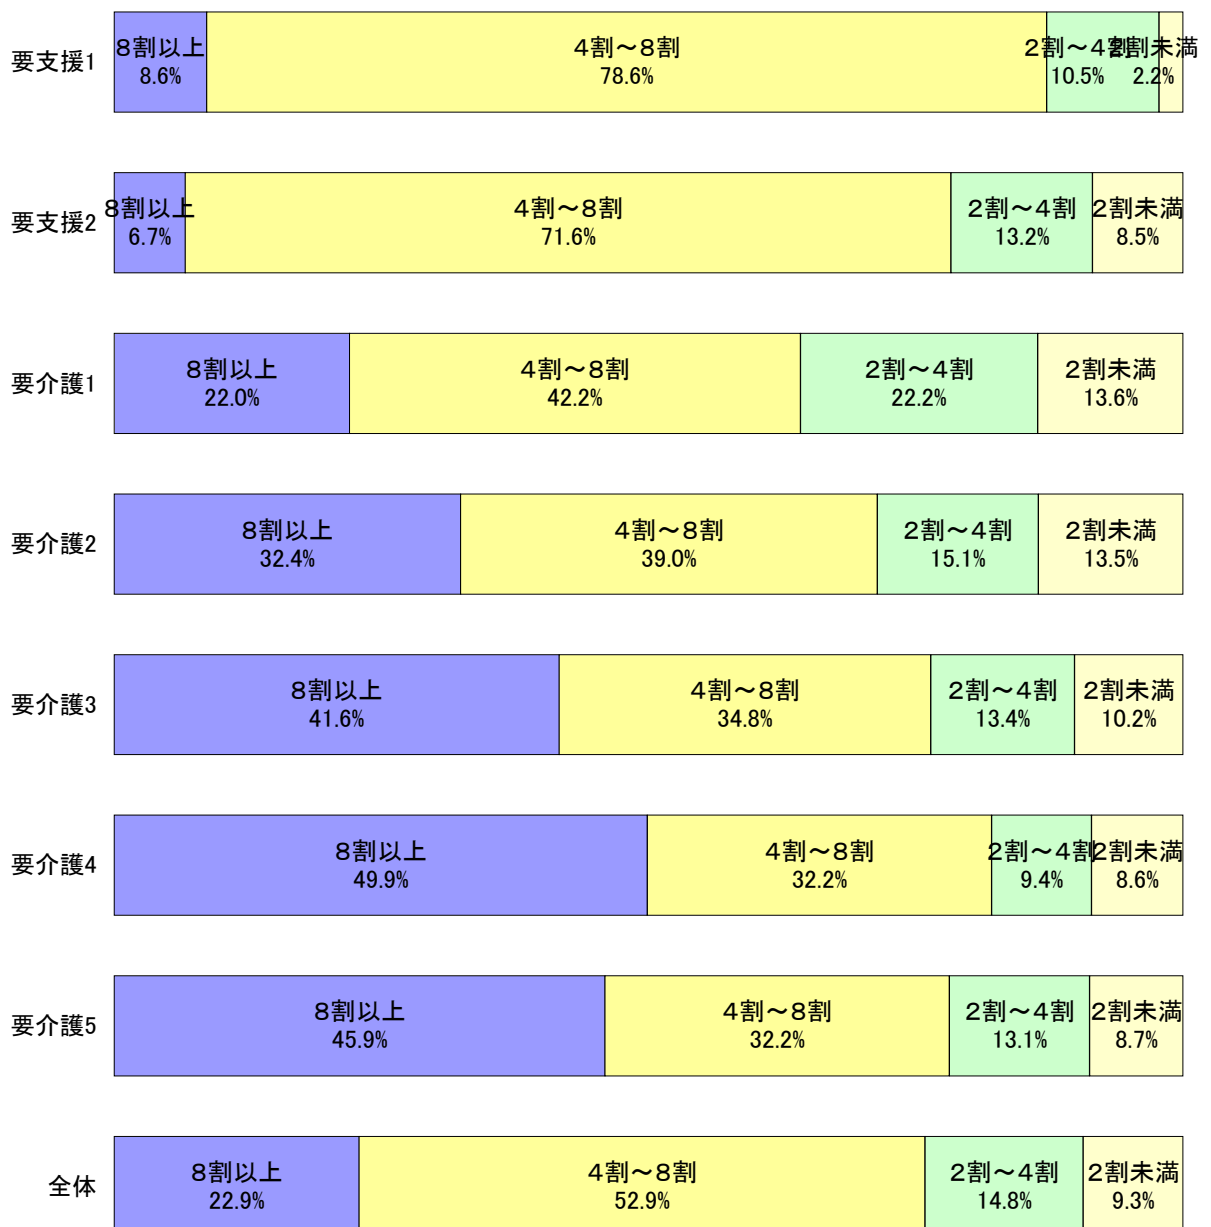 要支援1
8割以上 4割～8割 2割～4割 2割未満
8.6% 78.6% 10.5% 2.2%
要支援2
8割以上 4割～8割 2割～4割 2割未満
6.7% 71.6% 13.2% 8.5%
要介護1
8割以上 4割～8割 2割～4割 2割未満
22.0% 42.2% 22.2% 13.6%
要介護2
8割以上 4割～8割 2割～4割 2割未満
32.4% 39.0% 15.1% 13.5%
要介護3
8割以上 4割～8割 2割～4割 2割未満
41.6% 34.8% 13.4% 10.2%
要介護4
8割以上 4割～8割 2割～4割 2割未満
49.9% 32.2% 9.4% 8.6%
要介護5
8割以上 4割～8割 2割～4割 2割未満
45.9% 32.2% 13.1% 8.7%
全体
8割以上 4割～8割 2割～4割 2割未満
22.9% 52.9% 14.8% 9.3%